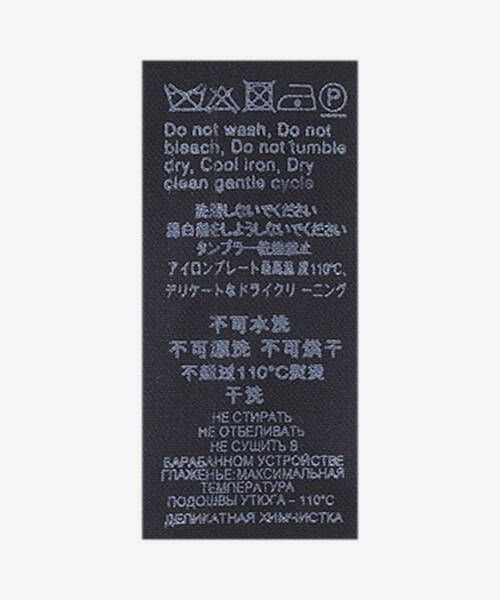 P
Do not wash, Do not
bleach, Do not tumble
dry, Cool iron, Dry
clean gentle cycle
洗濯しないでください
漂白剤をしようしないでください
タンブラー乾燥禁止
アイロンプレート最高温度110℃、
デリケートなドライクリーニング
不可水洗
不可漂洗 不可烘干
不超过110°C熨烫
干洗
НЕ СТИРАТЬ
НЕ ОТБЕЛИВАТЬ
НЕ СУШИТЬ В
БАРАБАННОМ УСТРОЙСТВЕ
ГЛАЖЕНЬЕ: МАКСИМАЛЬНАЯ
ТЕМПЕРАТУРА
ПОДОШВЫ УТЮГА – 110°C
ДЕЛИКАТНАЯ ХИМЧИСТКА